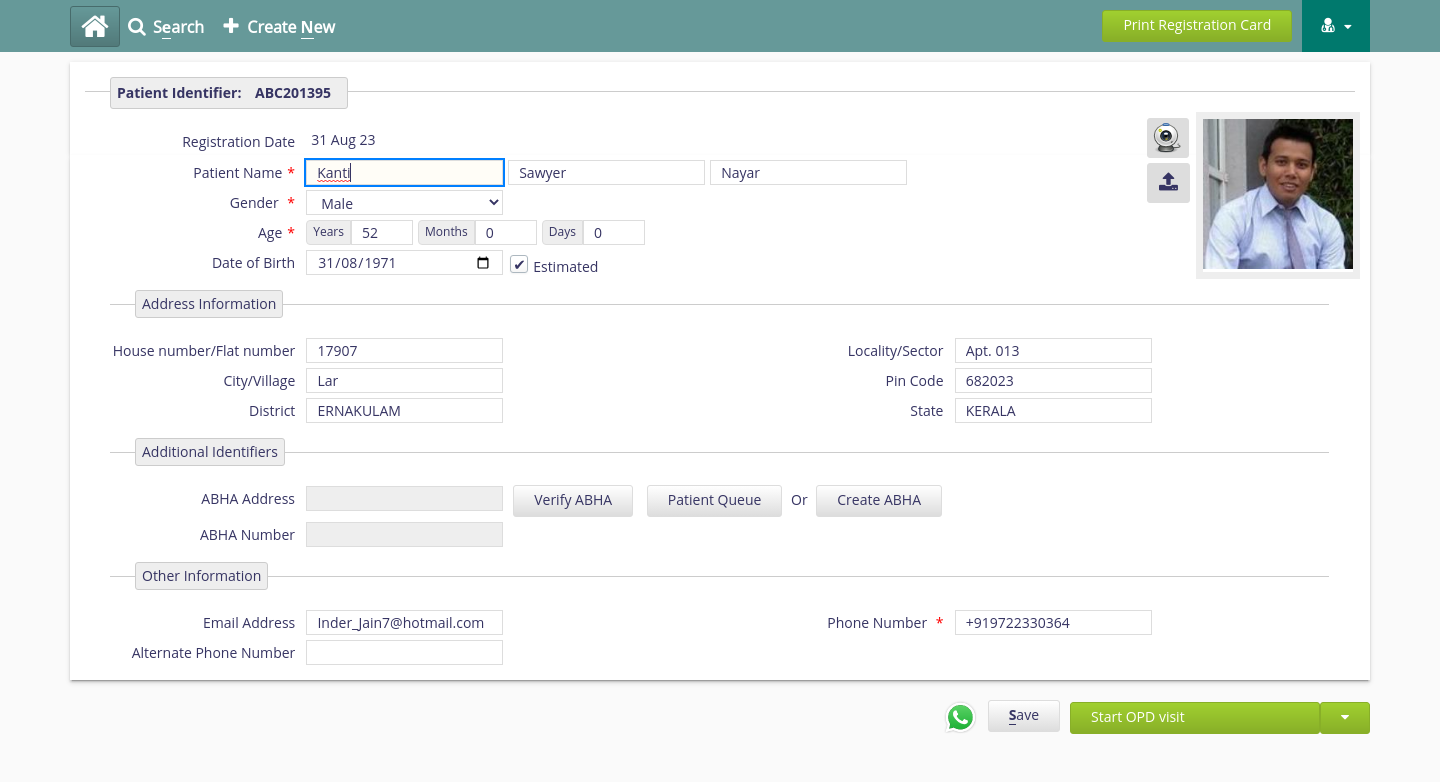 Search Create New Print Registration Card
Patient Identifier: ABC201395
Registration Date 31 Aug 23
Patient Name * Kanti Sawyer Nayar
Gender * Male
Age * Years 52 Months 0 Days 0
Date of Birth 31/08/1971 ✔ Estimated
Address Information
House number/Flat number 17907 Locality/Sector Apt. 013
City/Village Lar Pin Code 682023
District ERNAKULAM State KERALA
Additional Identifiers
ABHA Address Verify ABHA Patient Queue Or Create ABHA
ABHA Number
Other Information
Email Address Inder_Jain7@hotmail.com Phone Number * +919722330364
Alternate Phone Number
Save Start OPD visit